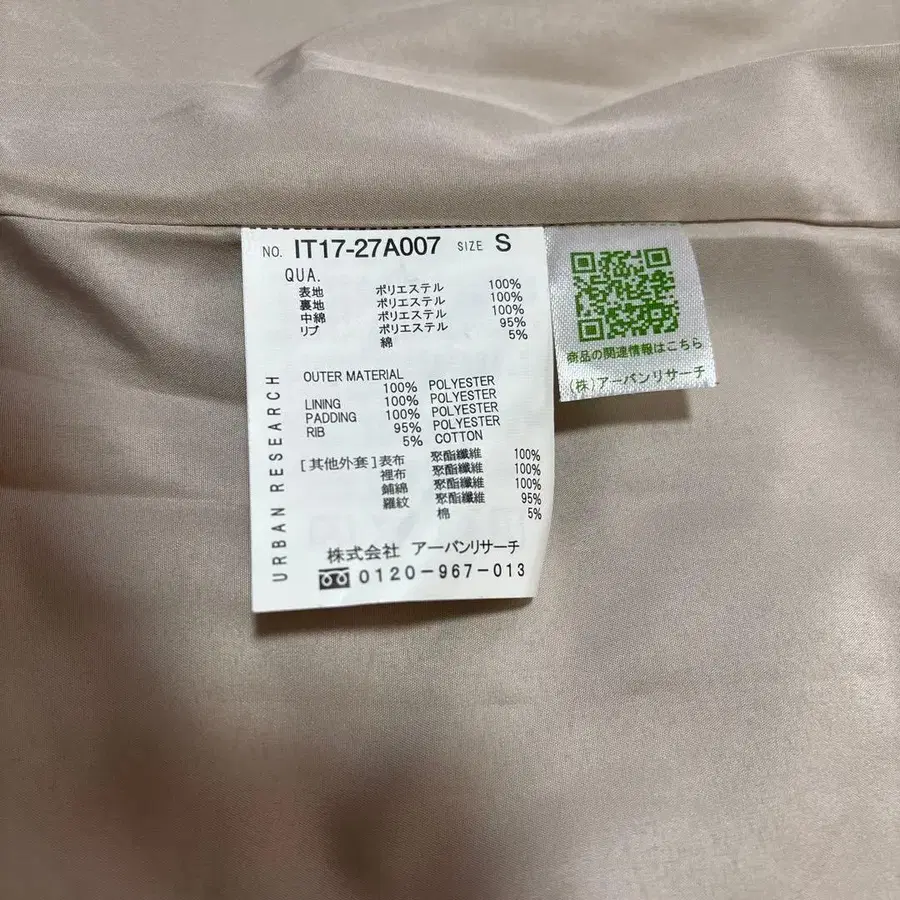 NO. IT17-27A007 SIZE S
QUA.
表地 ポリエステル 100%
裏地 ポリエステル 100%
中綿 ポリエステル 100%
リブ ポリエステル 95%
綿 5%
OUTER MATERIAL
100% POLYESTER
LINING 100% POLYESTER
PADDING 100% POLYESTER
RIB 95% POLYESTER
5% COTTON
[其他外套]表布 聚酯纖維 100%
裡布 聚酯纖維 100%
鋪綿 聚酯纖維 100%
羅紋 聚酯纖維 95%
棉 5%
株式会社 アーバンリサーチ
0120-967-013
URBAN RESEARCH
商品の関連情報はこちら
(株)アーバンリサーチ